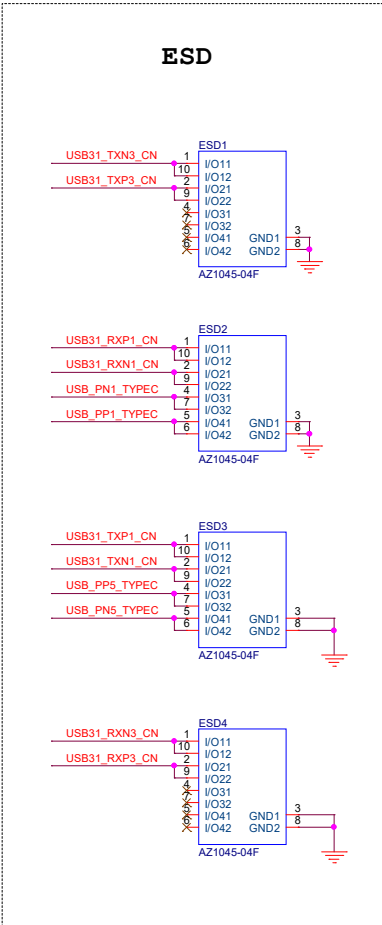 ESD
ESD1
USB31_TXN3_CN 1 I/O11
10 I/O12
USB31_TXP3_CN 2 I/O21
9 I/O22
4 I/O31
7 I/O32
5 I/O41 GND1 3
6 I/O42 GND2 8
AZ1045-04F
ESD2
USB31_RXP1_CN 1 I/O11
10 I/O12
USB31_RXN1_CN 2 I/O21
9 I/O22
USB_PN1_TYPEC 4 I/O31
7 I/O32
USB_PP1_TYPEC 5 I/O41 GND1 3
6 I/O42 GND2 8
AZ1045-04F
ESD3
USB31_TXP1_CN 1 I/O11
10 I/O12
USB31_TXN1_CN 2 I/O21
9 I/O22
USB_PP5_TYPEC 4 I/O31
7 I/O32
USB_PN5_TYPEC 5 I/O41 GND1 3
6 I/O42 GND2 8
AZ1045-04F
ESD4
USB31_RXN3_CN 1 I/O11
10 I/O12
USB31_RXP3_CN 2 I/O21
9 I/O22
4 I/O31
7 I/O32
5 I/O41 GND1 3
6 I/O42 GND2 8
AZ1045-04F